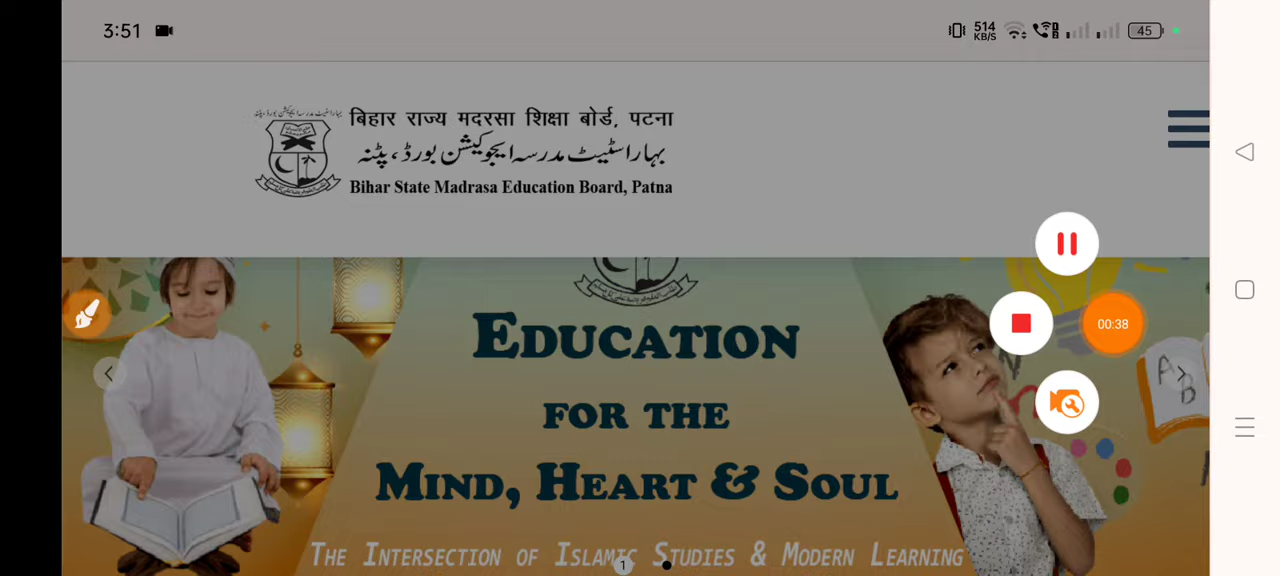 3:51
514
KB/S
45
बिहार राज्य मदरसा शिक्षा बोर्ड, पटना
بہار اسٹیٹ مدرسہ ایجوکیشن بورڈ، پٹنہ
Bihar State Madrasa Education Board, Patna
00:38
EDUCATION
FOR THE
MIND, HEART & SOUL
THE INTERSECTION OF ISLAMIC STUDIES & MODERN LEARNING
A
B
1